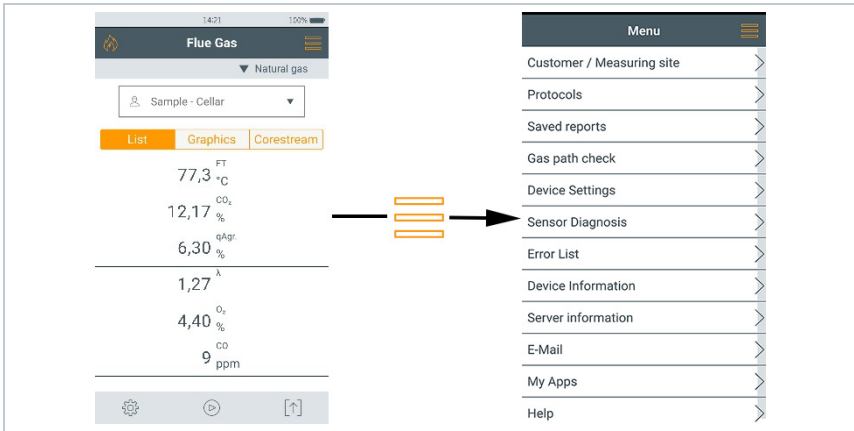 14:21 100%
Flue Gas
Natural gas
Sample - Cellar
List Graphics Corestream
FT
77,3 °C
CO₂
12,17 %
qAgr.
6,30 %
λ
1,27
O₂
4,40 %
CO
9 ppm
Menu
Customer / Measuring site
Protocols
Saved reports
Gas path check
Device Settings
Sensor Diagnosis
Error List
Device Information
Server information
E-Mail
My Apps
Help